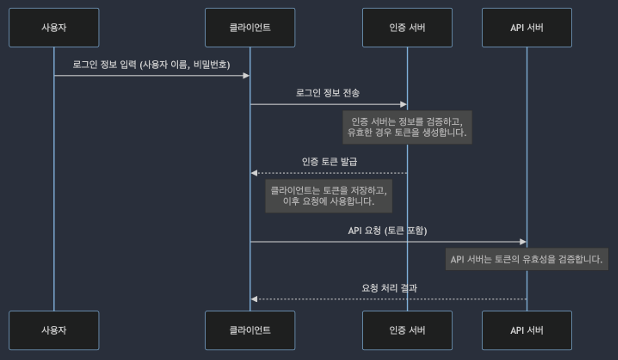 사용자
클라이언트
인증 서버
API 서버
로그인 정보 입력 (사용자 이름, 비밀번호)
로그인 정보 전송
인증 서버는 정보를 검증하고,
유효한 경우 토큰을 생성합니다.
인증 토큰 발급
클라이언트는 토큰을 저장하고,
이후 요청에 사용합니다.
API 요청 (토큰 포함)
API 서버는 토큰의 유효성을 검증합니다.
요청 처리 결과
사용자
클라이언트
인증 서버
API 서버